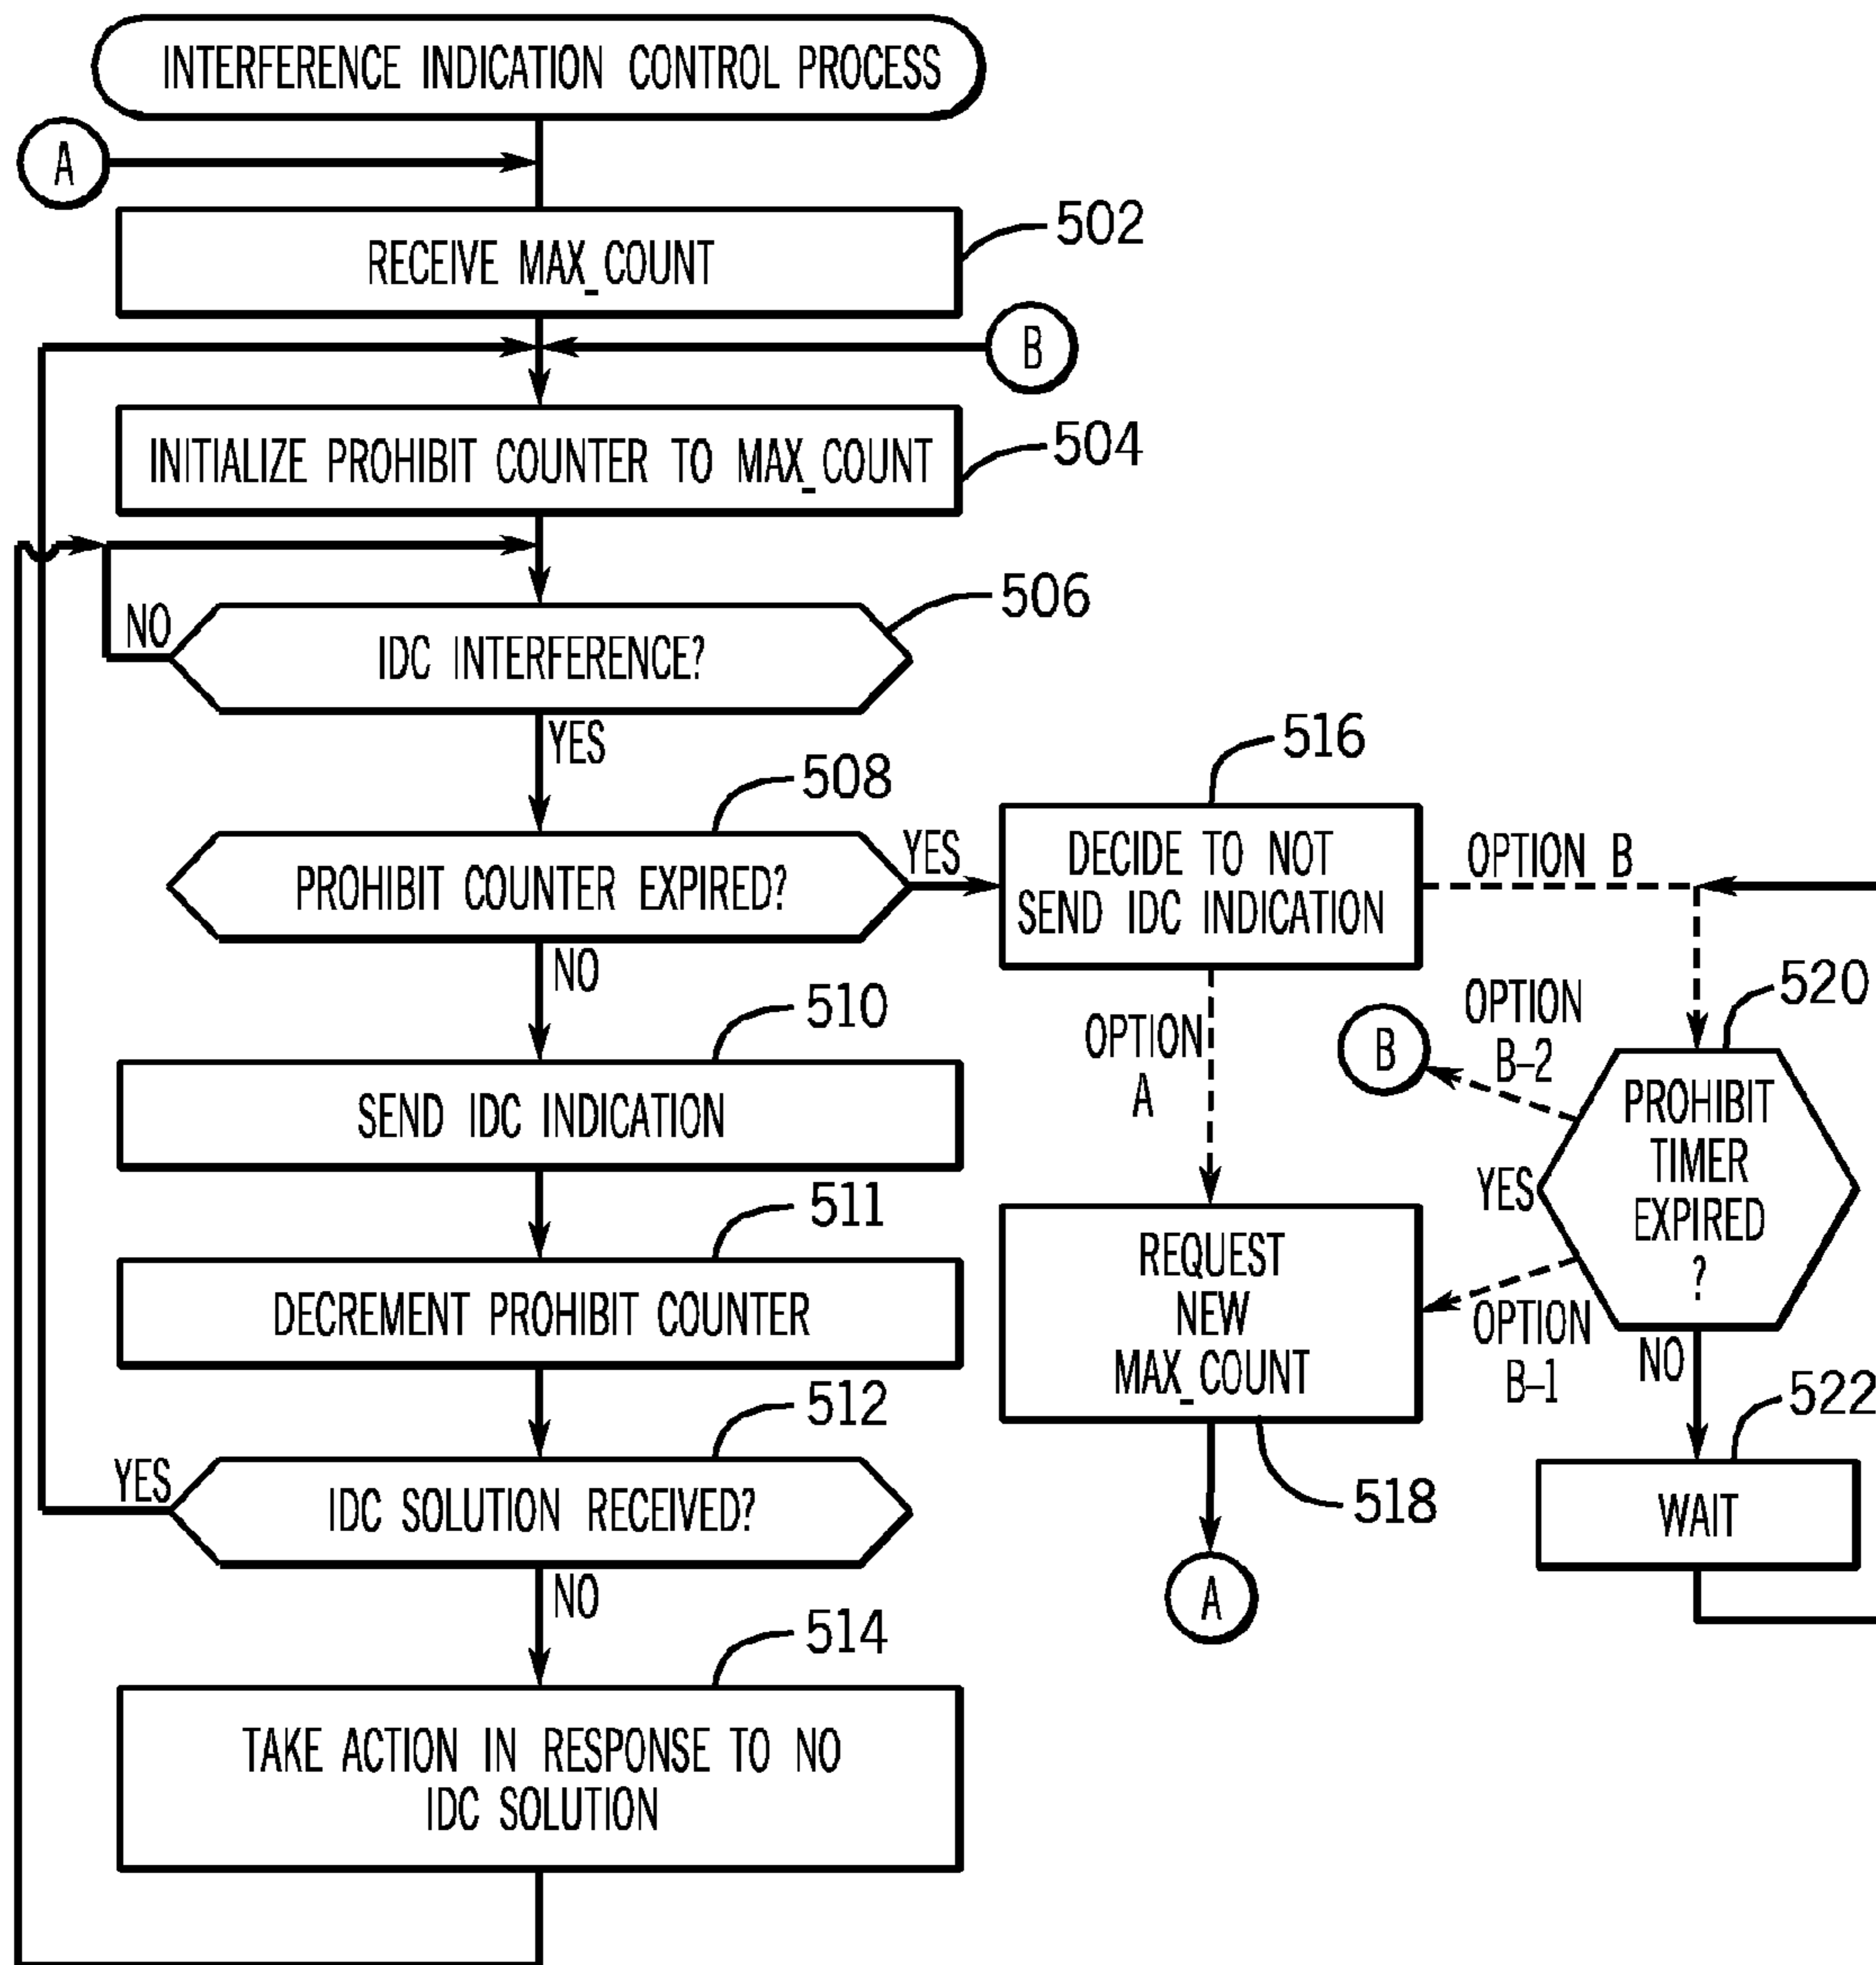 INTERFERENCE INDICATION CONTROL PROCESS
A
RECEIVE MAX_COUNT
502
B
INITIALIZE PROHIBIT COUNTER TO MAX_COUNT
504
506
NO
IDC INTERFERENCE?
YES
508
PROHIBIT COUNTER EXPIRED?
YES
NO
510
SEND IDC INDICATION
511
DECREMENT PROHIBIT COUNTER
512
YES
IDC SOLUTION RECEIVED?
NO
514
TAKE ACTION IN RESPONSE TO NO
IDC SOLUTION
516
DECIDE TO NOT
SEND IDC INDICATION
OPTION B
OPTION
A
OPTION
B-2
B
520
PROHIBIT
TIMER
EXPIRED
?
YES
OPTION
B-1
NO
REQUEST
NEW
MAX_COUNT
518
A
522
WAIT